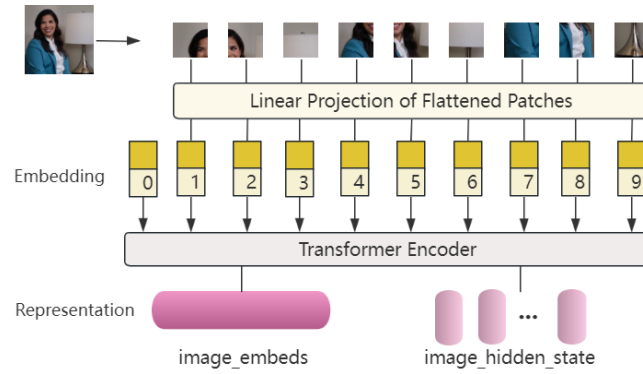 Linear Projection of Flattened Patches
Embedding
0 1 2 3 4 5 6 7 8 9
Transformer Encoder
Representation
image_embeds
image_hidden_state